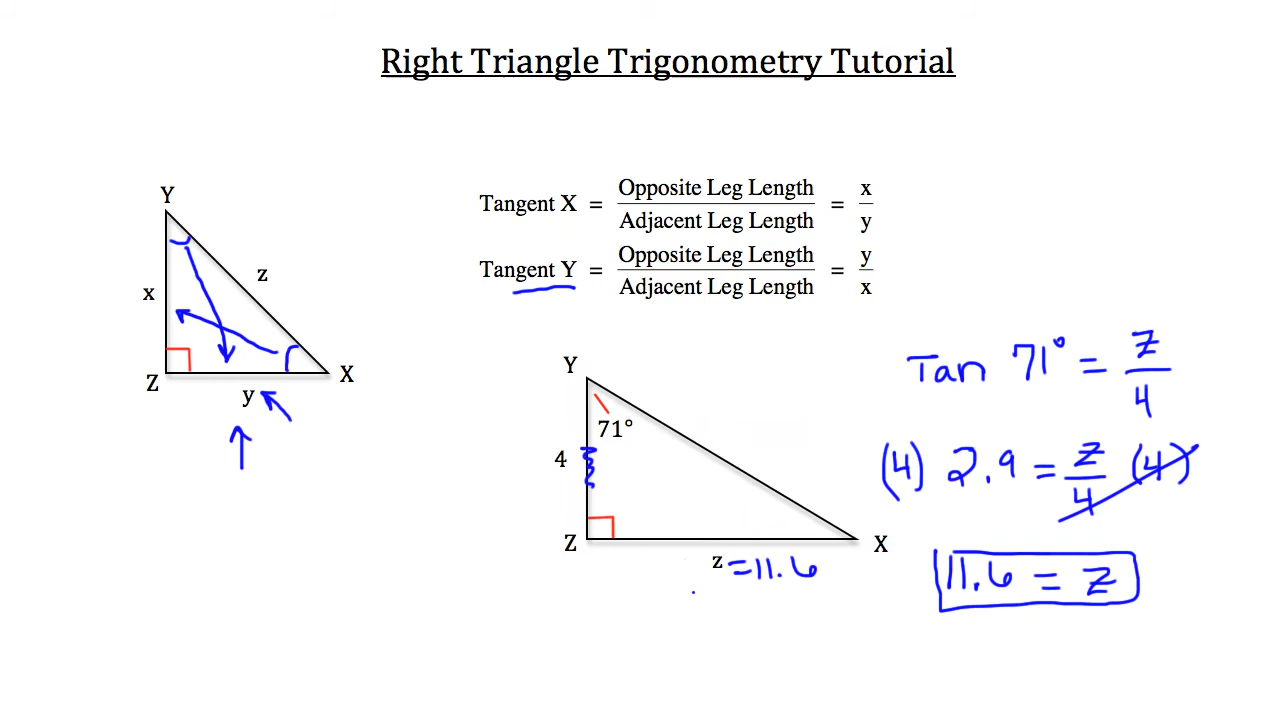 Right Triangle Trigonometry Tutorial
Tangent X = Opposite Leg Length / Adjacent Leg Length = x / y
Tangent Y = Opposite Leg Length / Adjacent Leg Length = y / x
Y
x
z
Z
y
X
Y
71°
4
Z
X
z = 11.6
Tan 71° = z / 4
(4) 2.9 = z / 4 (4)
11.6 = z